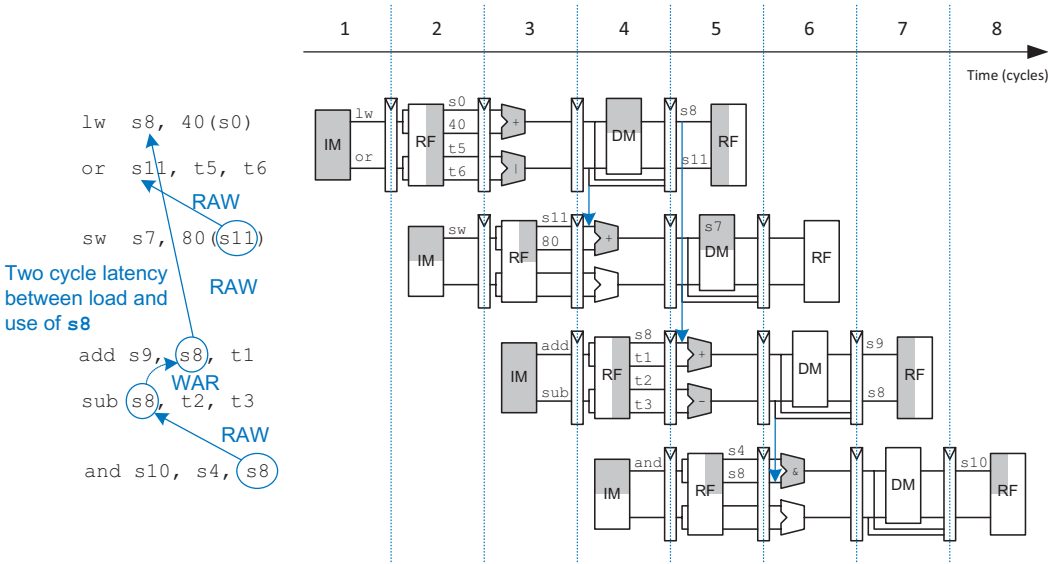 1 2 3 4 5 6 7 8
Time (cycles)
lw s8, 40(s0)
or s11, t5, t6
RAW
sw s7, 80(s11)
Two cycle latency
between load and
use of s8
RAW
add s9, s8, t1
WAR
sub s8, t2, t3
RAW
and s10, s4, s8
IM lw or RF s0 40 t5 t6 + | DM s8 s11 RF
IM sw RF s11 80 + s7 DM RF
IM add sub RF s8 t1 t2 t3 + - DM s9 s8 RF
IM and RF s4 s8 & DM s10 RF